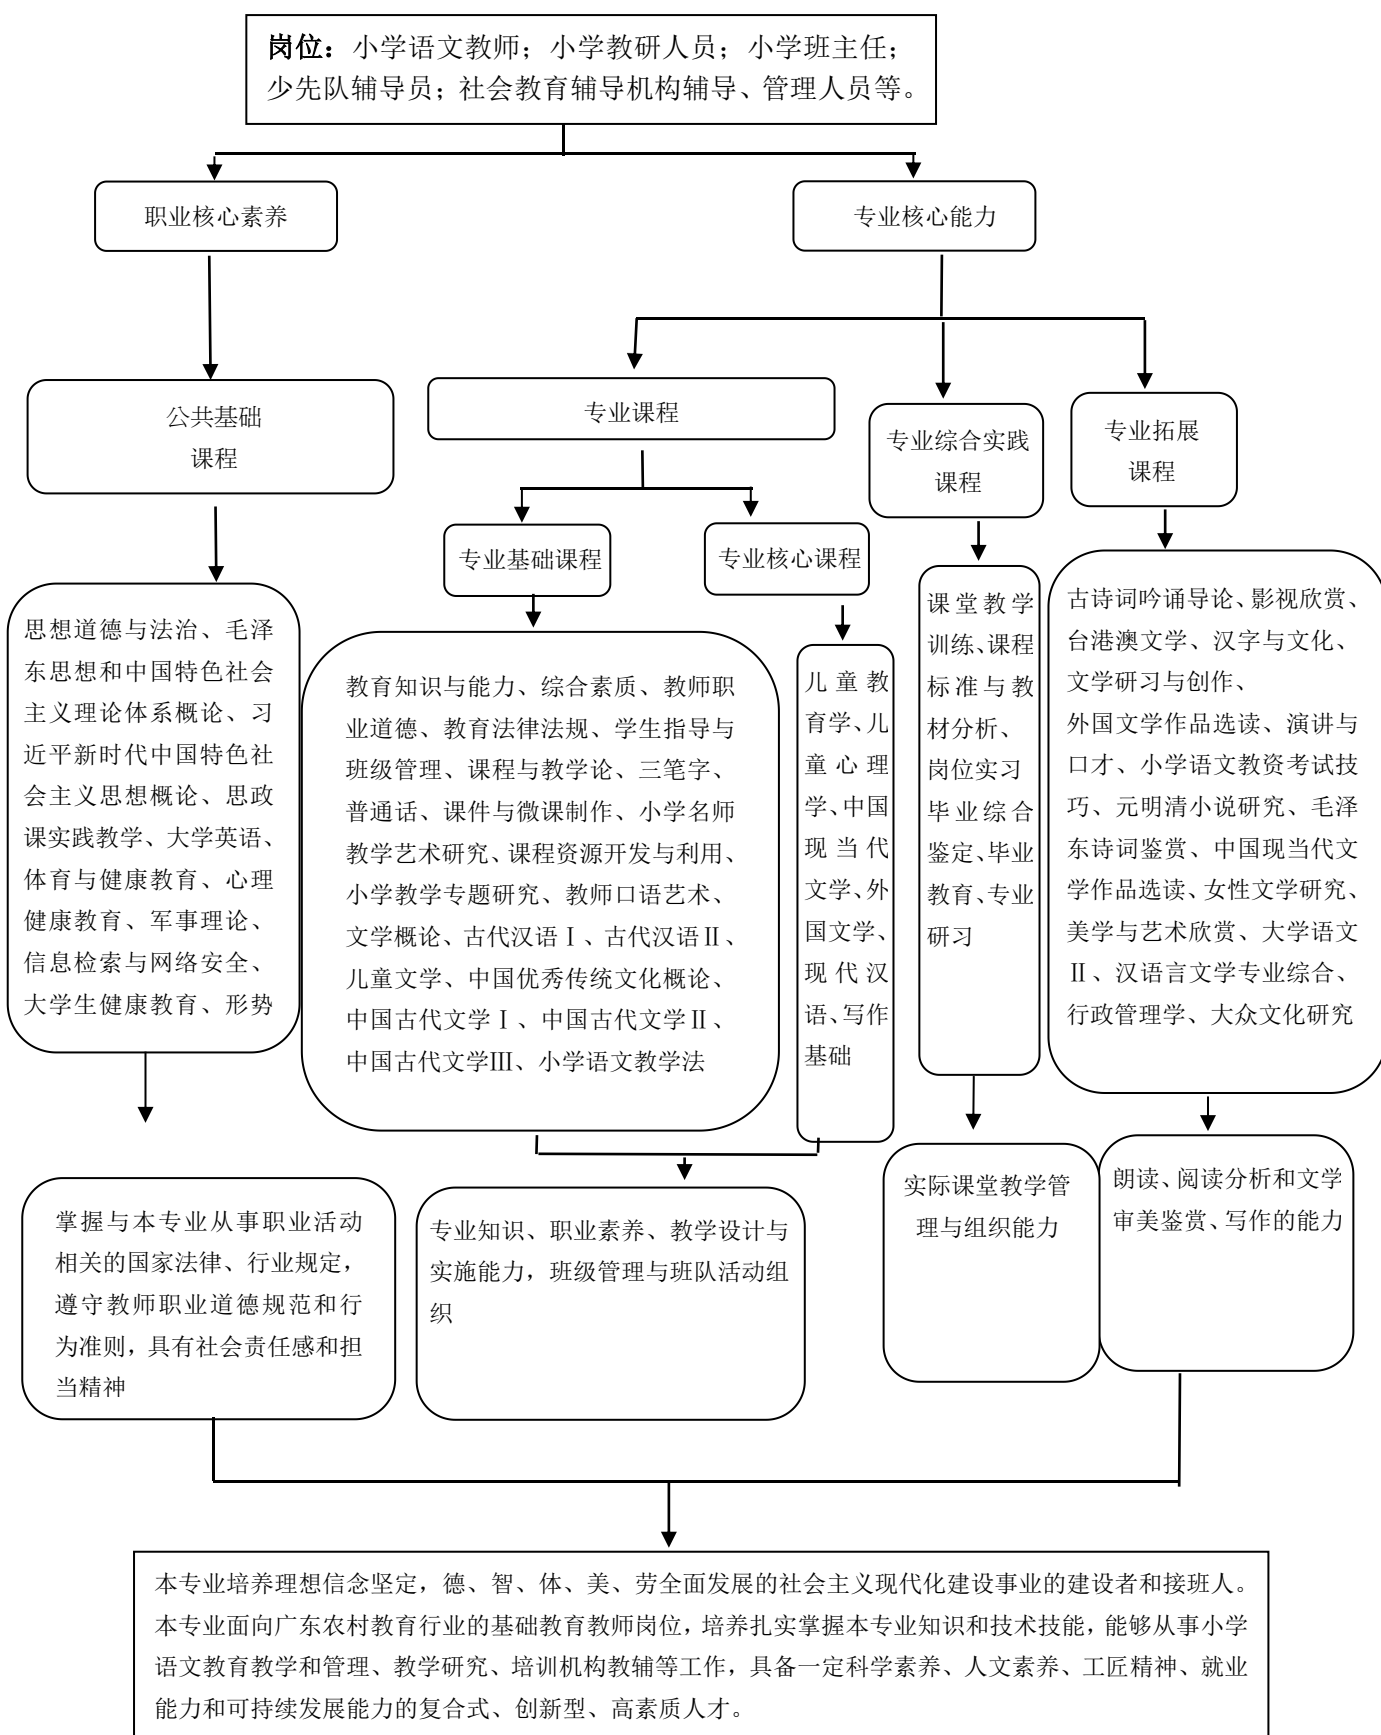 岗位：小学语文教师；小学教研人员；小学班主任；
少先队辅导员；社会教育辅导机构辅导、管理人员等。
职业核心素养
专业核心能力
公共基础
课程
专业课程
专业综合实践
课程
专业拓展
课程
专业基础课程
专业核心课程
思想道德与法治、毛泽
东思想和中国特色社会
主义理论体系概论、习
近平新时代中国特色社
会主义思想概论、思政
课实践教学、大学英语、
体育与健康教育、心理
健康教育、军事理论、
信息检索与网络安全、
大学生健康教育、形势
教育知识与能力、综合素质、教师职
业道德、教育法律法规、学生指导与
班级管理、课程与教学论、三笔字、
普通话、课件与微课制作、小学名师
教学艺术研究、课程资源开发与利用、
小学教学专题研究、教师口语艺术、
文学概论、古代汉语Ⅰ、古代汉语Ⅱ、
儿童文学、中国优秀传统文化概论、
中国古代文学Ⅰ、中国古代文学Ⅱ、
中国古代文学Ⅲ、小学语文教学法
儿童教
育学、儿
童心理
学、中国
现当代
文学、外
国文学、
现代汉
语、写作
基础
课堂教学
训练、课程
标准与教
材分析、
岗位实习
毕业综合
鉴定、毕业
教育、专业
研习
古诗词吟诵导论、影视欣赏、
台港澳文学、汉字与文化、
文学研习与创作、
外国文学作品选读、演讲与
口才、小学语文教资考试技
巧、元明清小说研究、毛泽
东诗词鉴赏、中国现当代文
学作品选读、女性文学研究、
美学与艺术欣赏、大学语文
Ⅱ、汉语言文学专业综合、
行政管理学、大众文化研究
掌握与本专业从事职业活动
相关的国家法律、行业规定，
遵守教师职业道德规范和行
为准则，具有社会责任感和担
当精神
专业知识、职业素养、教学设计与
实施能力，班级管理与班队活动组
织
实际课堂教学管
理与组织能力
朗读、阅读分析和文学
审美鉴赏、写作的能力
本专业培养理想信念坚定，德、智、体、美、劳全面发展的社会主义现代化建设事业的建设者和接班人。
本专业面向广东农村教育行业的基础教育教师岗位，培养扎实掌握本专业知识和技术技能，能够从事小学
语文教育教学和管理、教学研究、培训机构教辅等工作，具备一定科学素养、人文素养、工匠精神、就业
能力和可持续发展能力的复合式、创新型、高素质人才。